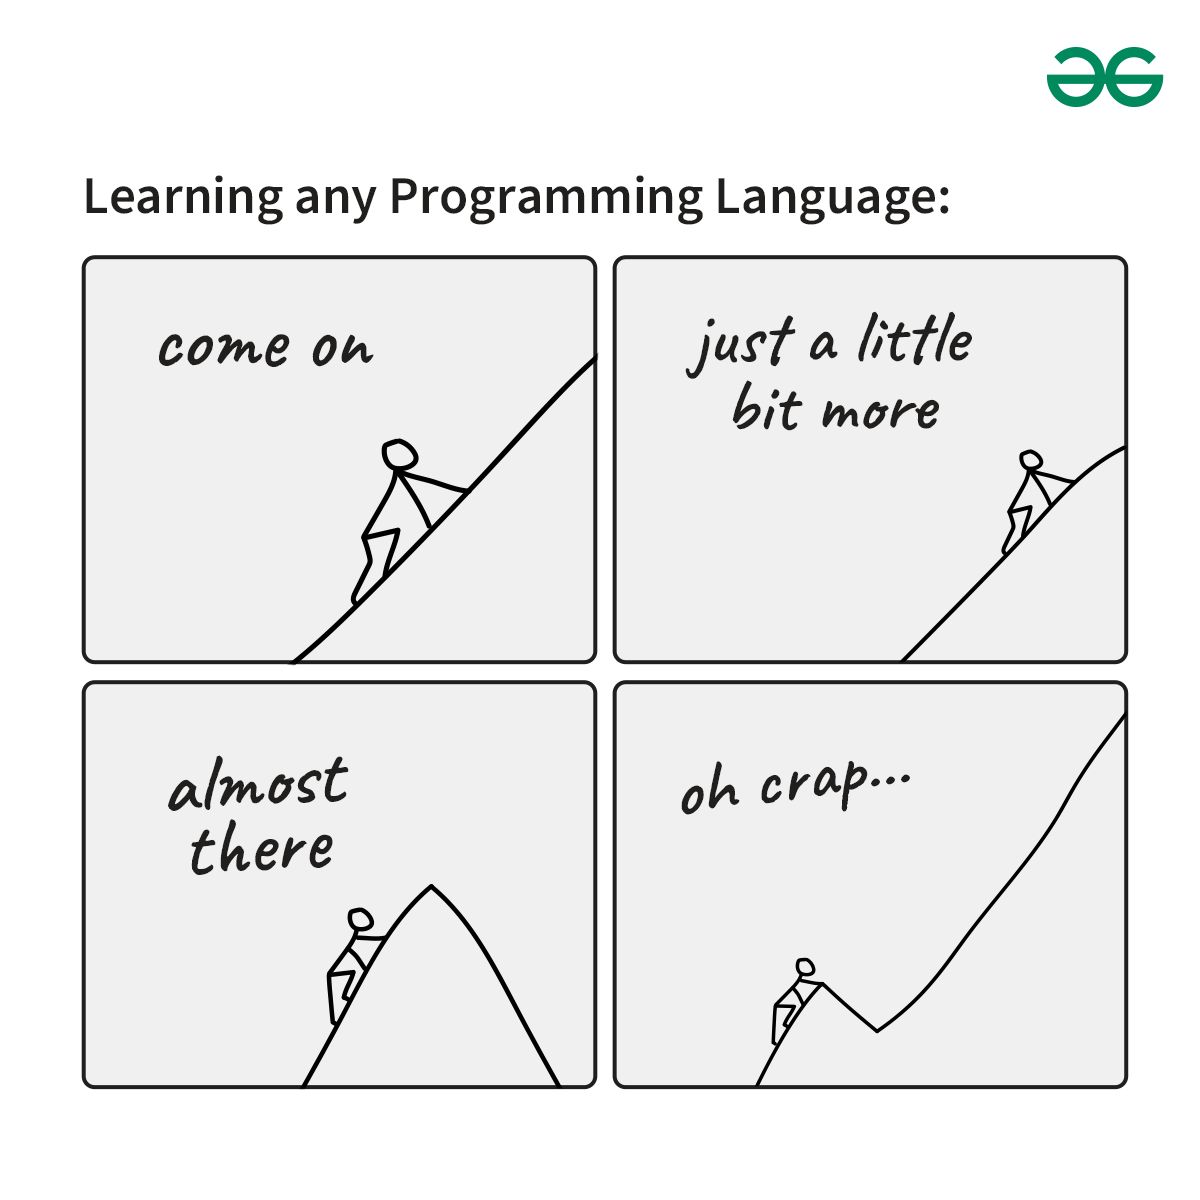 Learning any Programming Language:
come on
just a little
bit more
almost
there
oh crap...